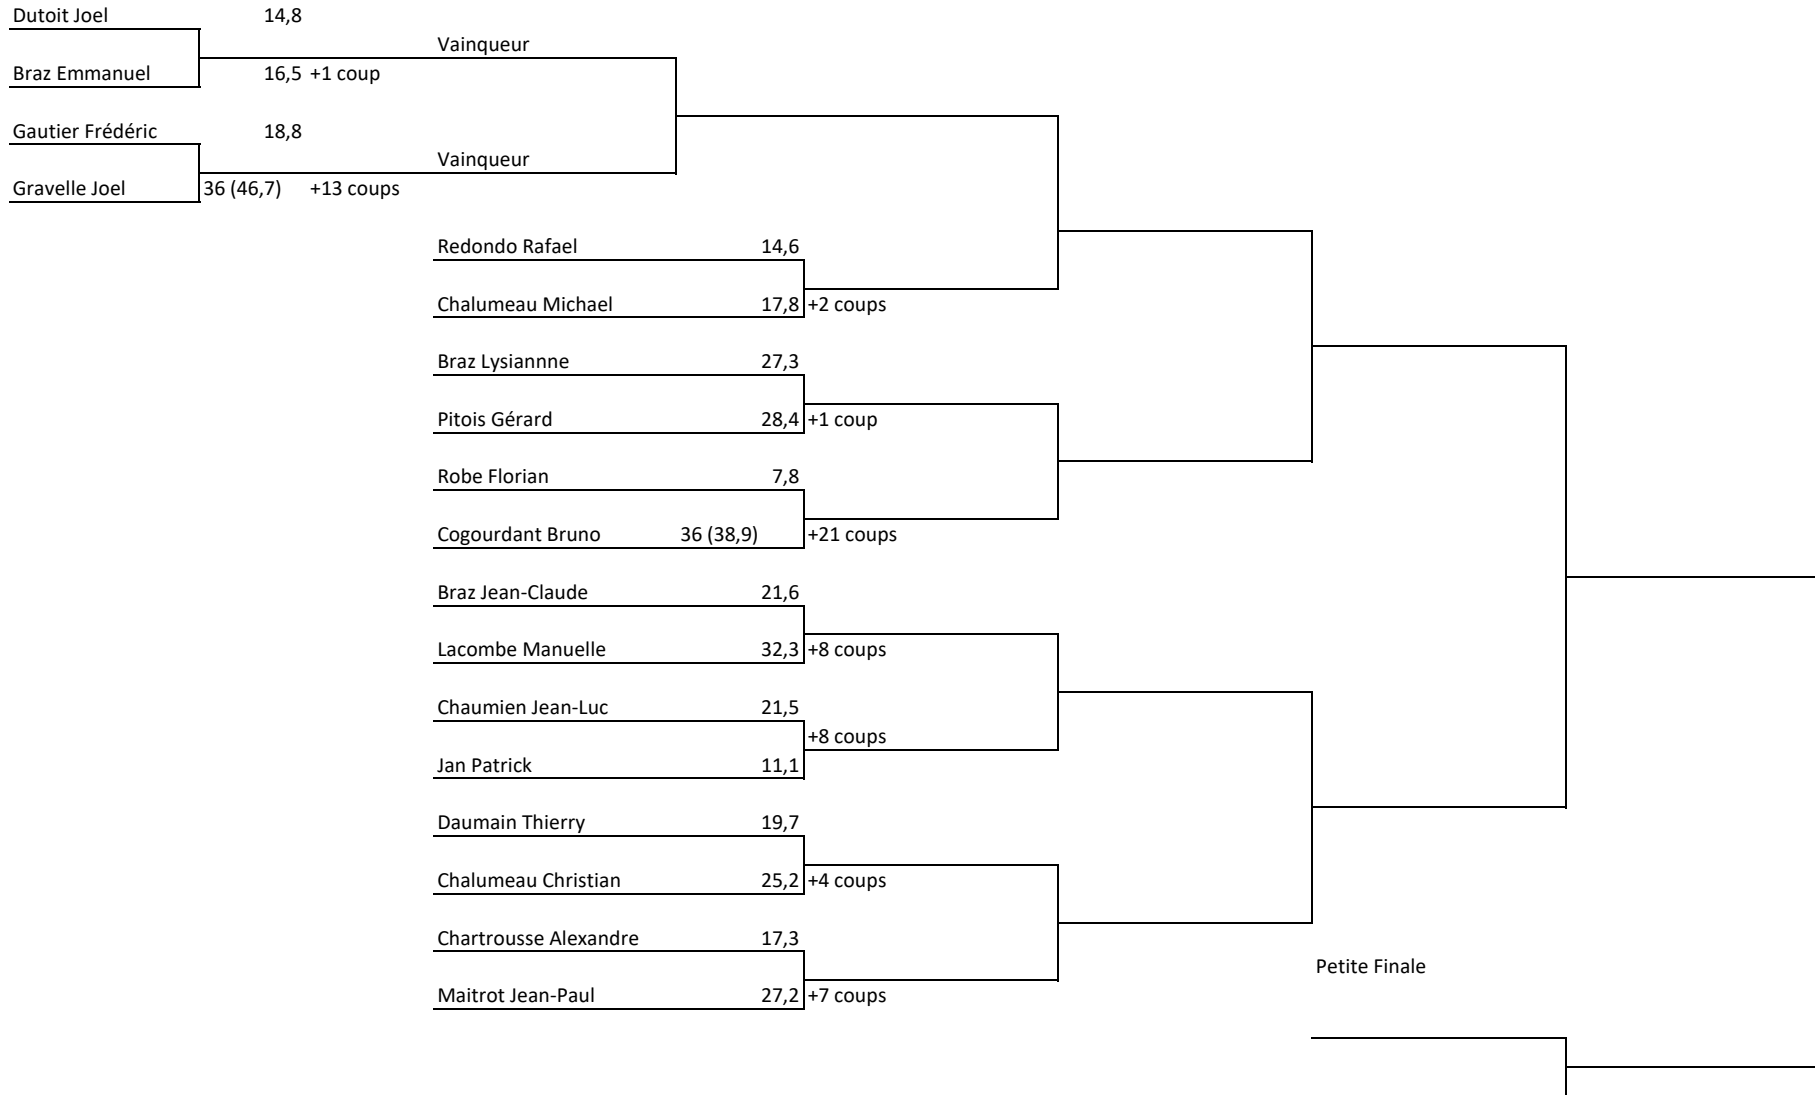 Dutoit Joel 14,8
Vainqueur
Braz Emmanuel 16,5 +1 coup
Gautier Frédéric 18,8
Vainqueur
Gravelle Joel 36 (46,7) +13 coups
Redondo Rafael 14,6
Chalumeau Michael 17,8 +2 coups
Braz Lysiannne 27,3
Pitois Gérard 28,4 +1 coup
Robe Florian 7,8
Cogourdant Bruno 36 (38,9) +21 coups
Braz Jean-Claude 21,6
Lacombe Manuelle 32,3 +8 coups
Chaumien Jean-Luc 21,5
+8 coups
Jan Patrick 11,1
Daumain Thierry 19,7
Chalumeau Christian 25,2 +4 coups
Chartrousse Alexandre 17,3
Petite Finale
Maitrot Jean-Paul 27,2 +7 coups